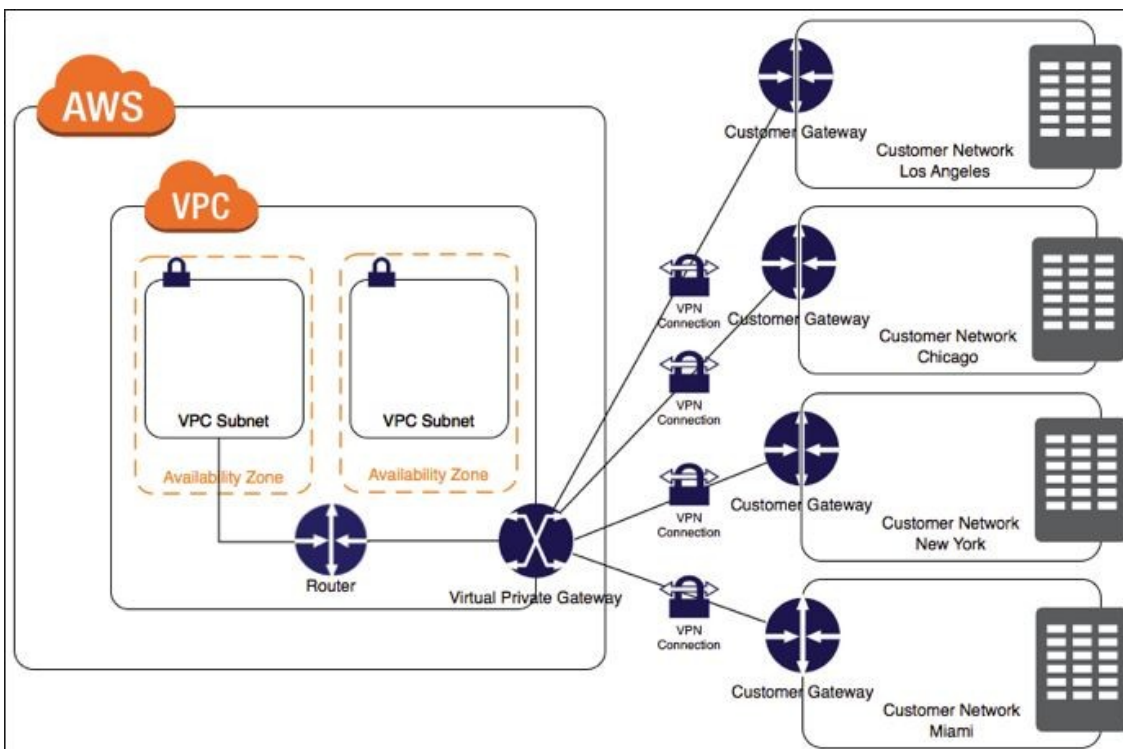 AWS
VPC
VPC Subnet
Availability Zone
VPC Subnet
Availability Zone
Router
Virtual Private Gateway
VPN
Connection
VPN
Connection
VPN
Connection
VPN
Connection
Customer Gateway
Customer Network
Los Angeles
Customer Gateway
Customer Network
Chicago
Customer Gateway
Customer Network
New York
Customer Gateway
Customer Network
Miami